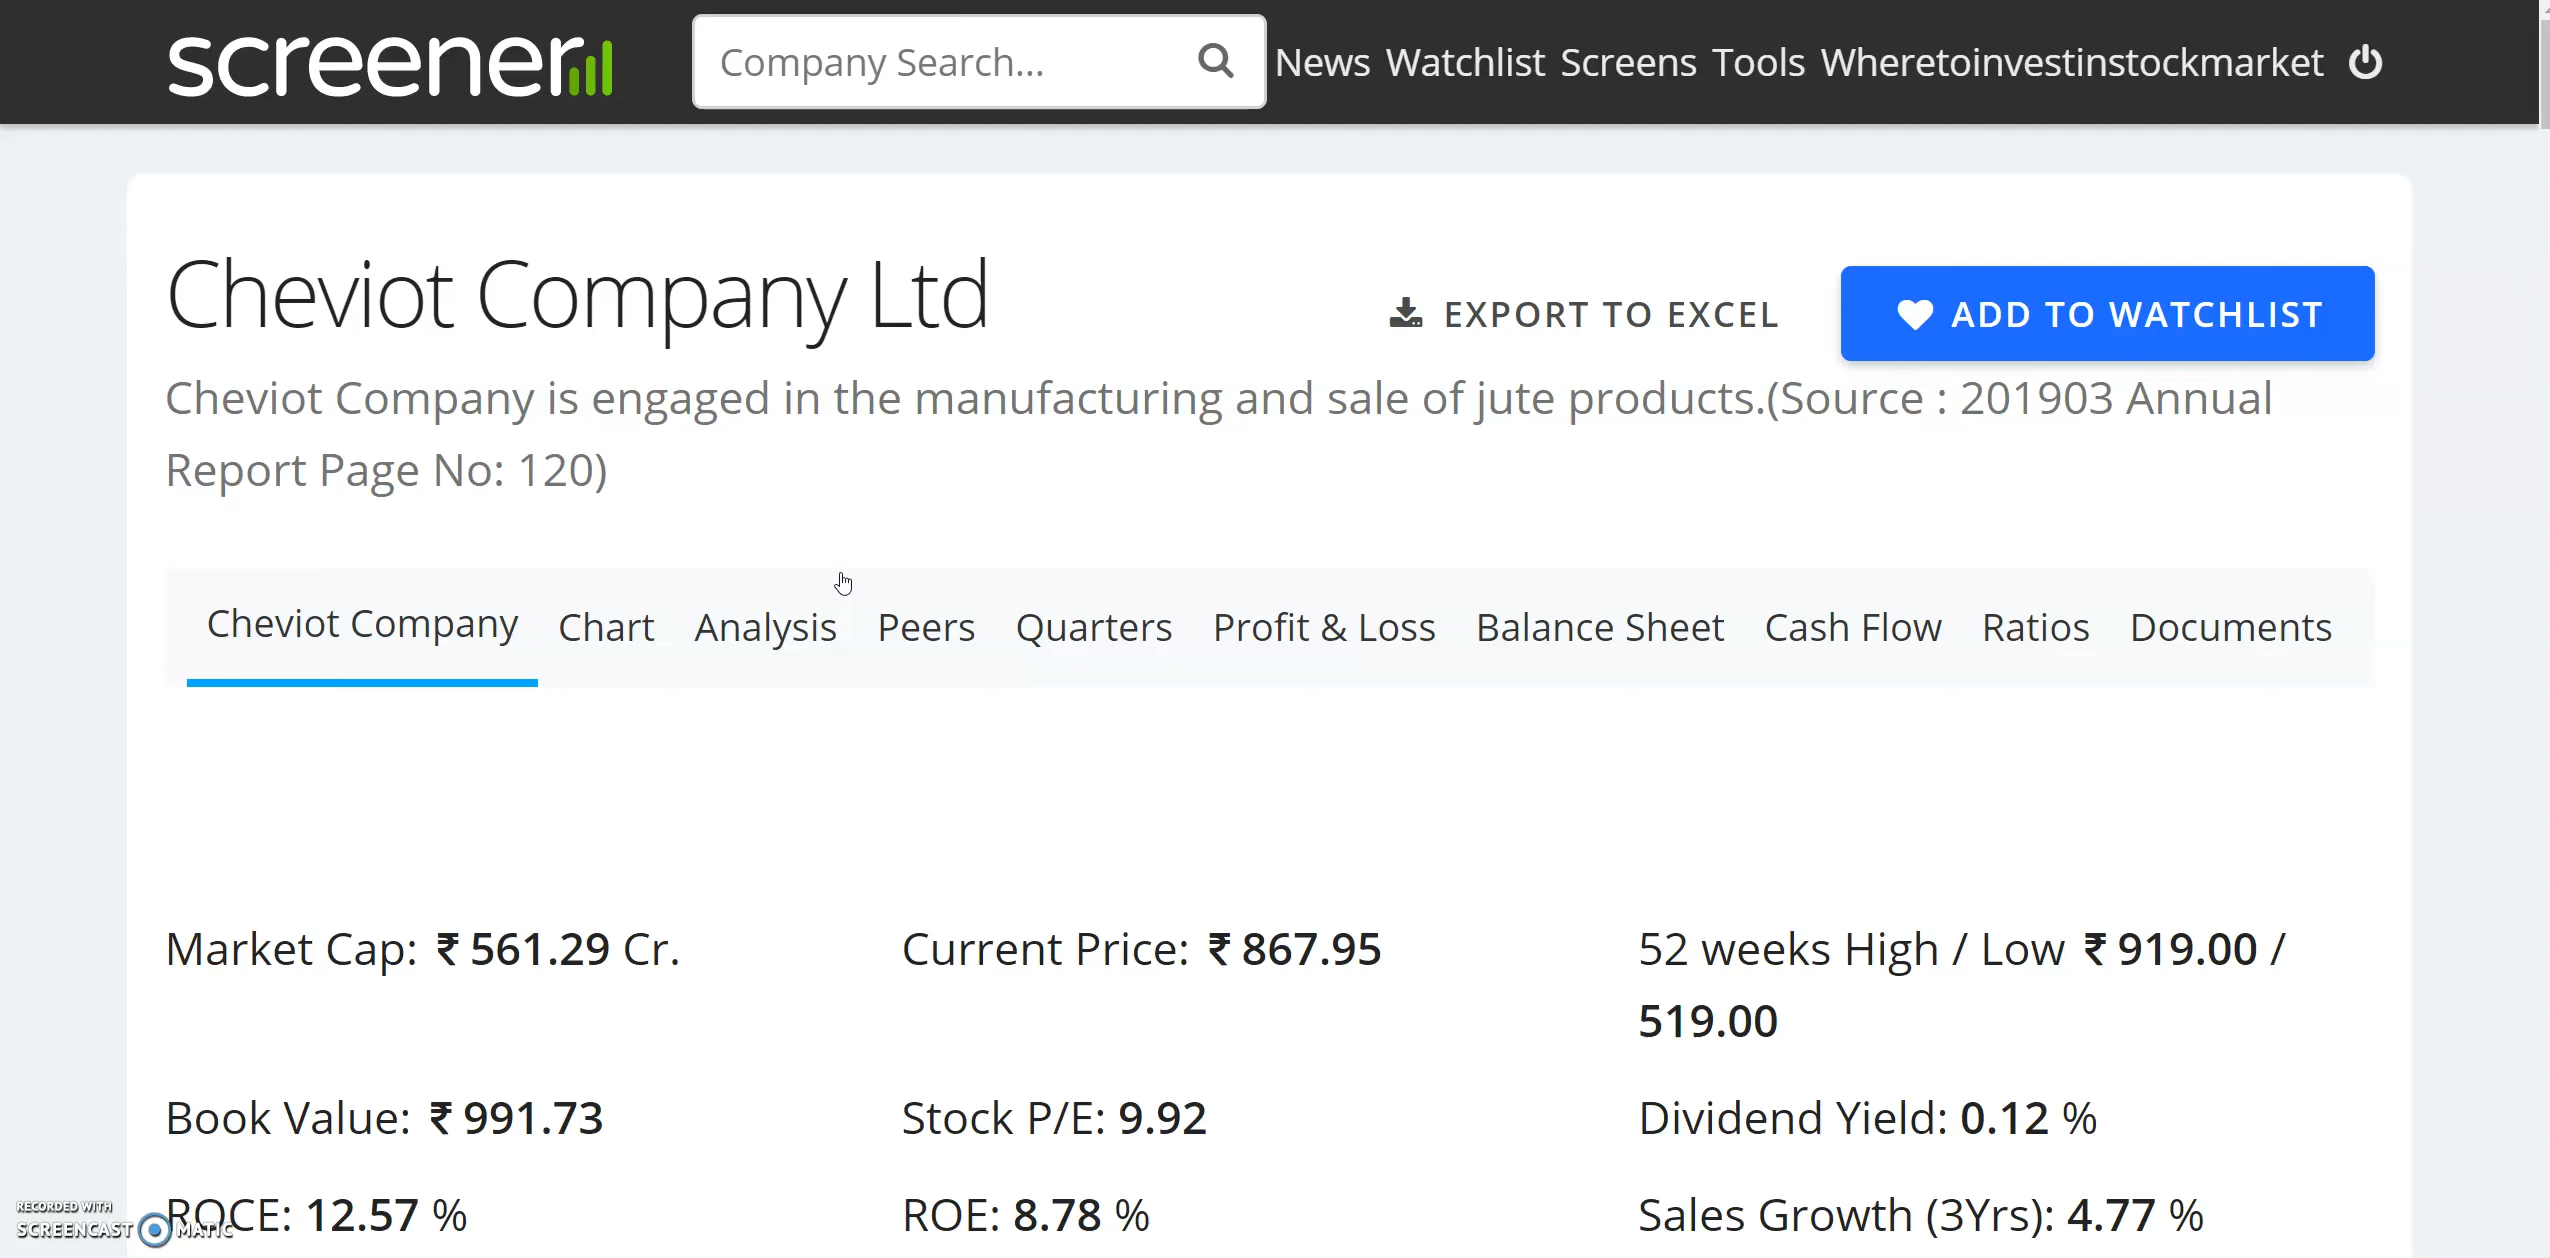 screener
Company Search...
News Watchlist Screens Tools Wheretoinvestinstockmarket
Cheviot Company Ltd
EXPORT TO EXCEL
ADD TO WATCHLIST
Cheviot Company is engaged in the manufacturing and sale of jute products.(Source : 201903 Annual
Report Page No: 120)
Cheviot Company Chart Analysis Peers Quarters Profit & Loss Balance Sheet Cash Flow Ratios Documents
Market Cap: ₹ 561.29 Cr.
Current Price: ₹ 867.95
52 weeks High / Low ₹ 919.00 /
519.00
Book Value: ₹ 991.73
Stock P/E: 9.92
Dividend Yield: 0.12 %
ROCE: 12.57 %
ROE: 8.78 %
Sales Growth (3Yrs): 4.77 %
RECORDED WITH
SCREENCAST MATIC